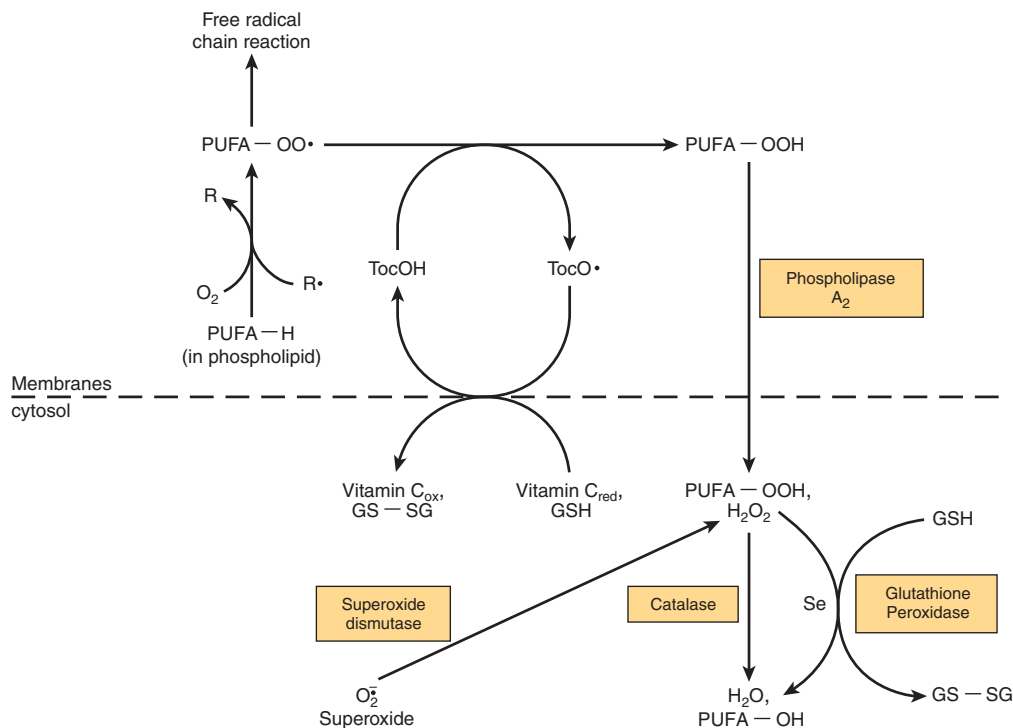 Free radical
chain reaction
PUFA — OO•
PUFA — OOH
R
TocOH
TocO•
O₂
R•
Phospholipase
A₂
PUFA — H
(in phospholipid)
Membranes
cytosol
Vitamin Cox,
GS — SG
Vitamin Cred,
GSH
PUFA — OOH,
H₂O₂
GSH
Superoxide
dismutase
Catalase
Se
Glutathione
Peroxidase
O₂•̄
Superoxide
H₂O,
PUFA — OH
GS — SG